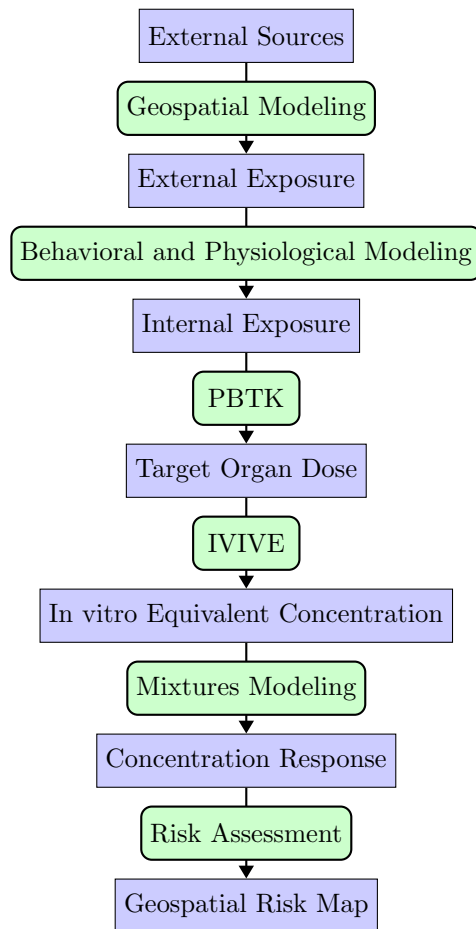 External Sources
Geospatial Modeling
External Exposure
Behavioral and Physiological Modeling
Internal Exposure
PBTK
Target Organ Dose
IVIVE
In vitro Equivalent Concentration
Mixtures Modeling
Concentration Response
Risk Assessment
Geospatial Risk Map